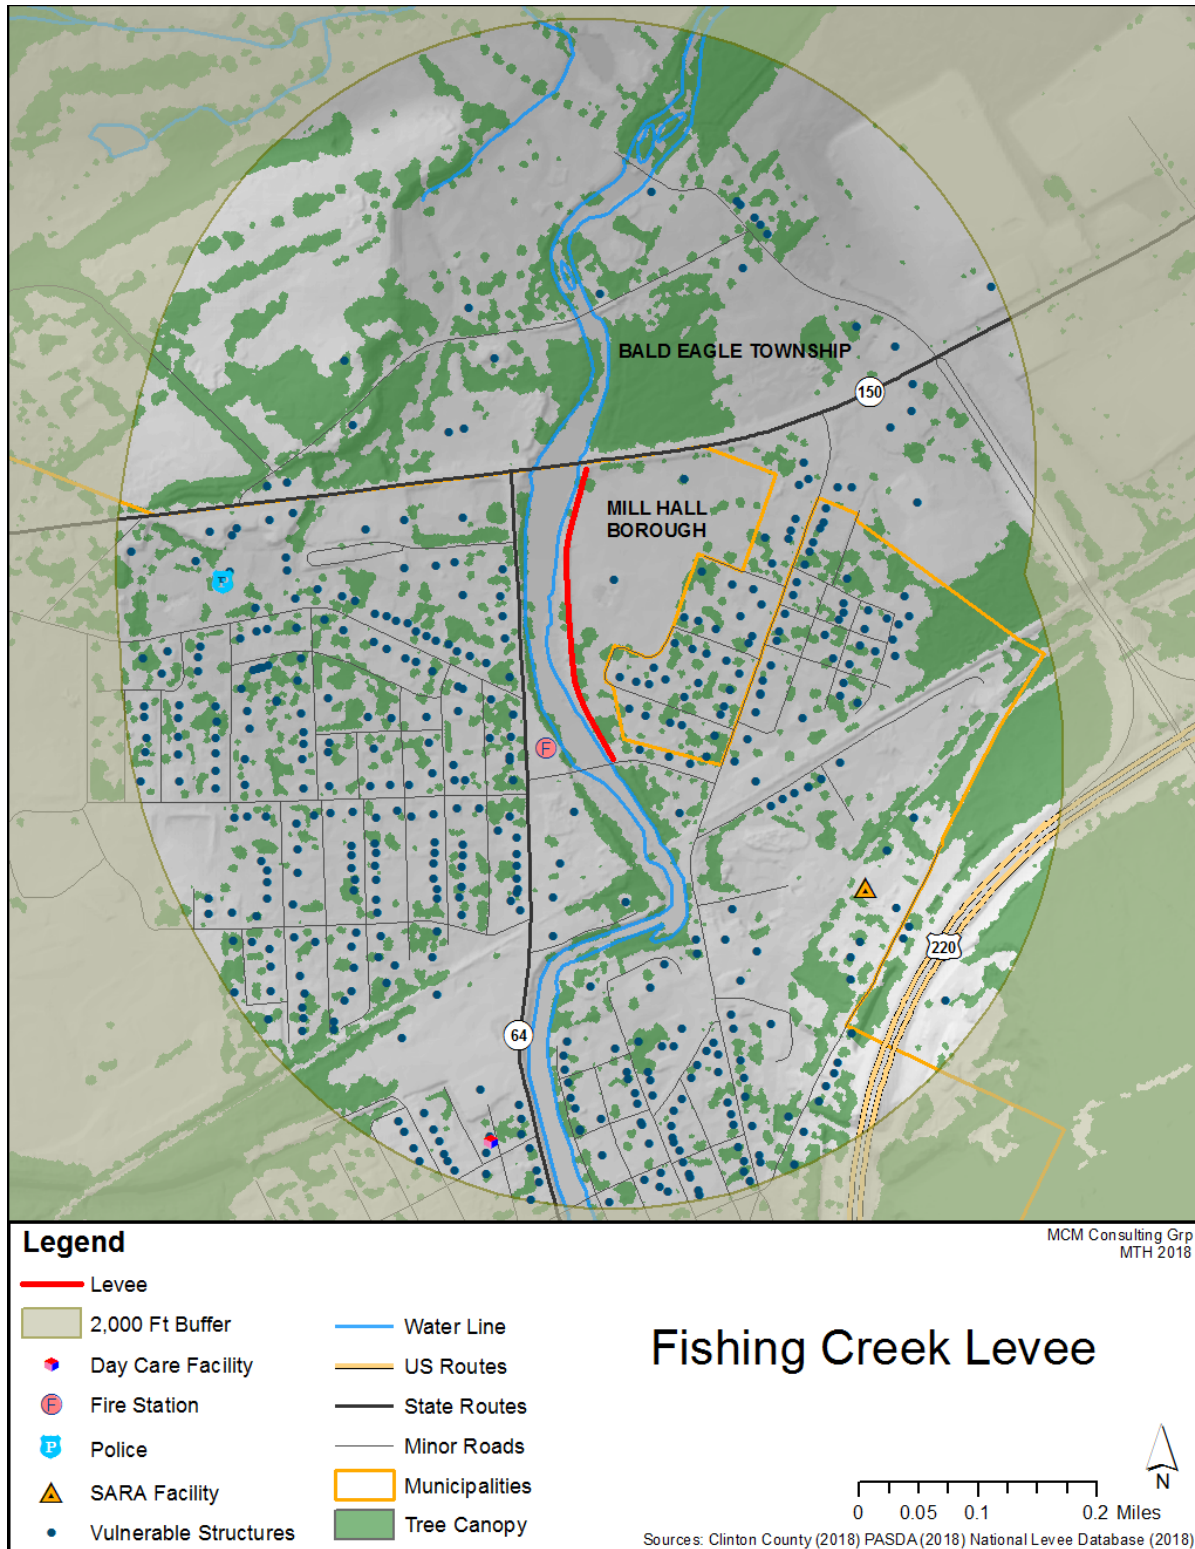 BALD EAGLE TOWNSHIP
150
MILL HALL
BOROUGH
P
F
220
64
Legend
MCM Consulting Grp
MTH 2018
Levee
2,000 Ft Buffer
Day Care Facility
F
Fire Station
P
Police
SARA Facility
Vulnerable Structures
Water Line
US Routes
State Routes
Minor Roads
Municipalities
Tree Canopy
Fishing Creek Levee
N
0 0.05 0.1 0.2 Miles
Sources: Clinton County (2018) PASDA (2018) National Levee Database (2018)